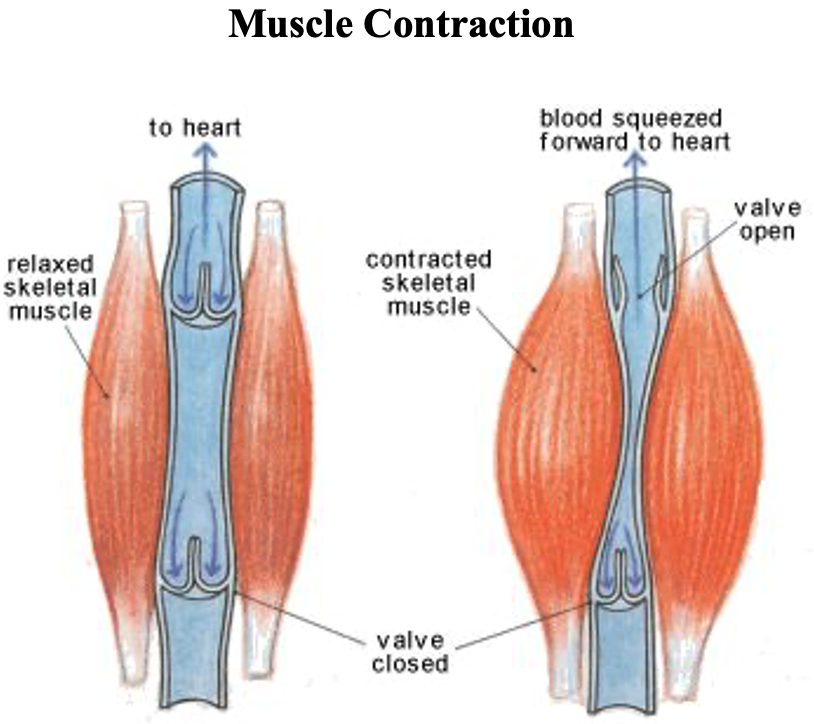 Muscle Contraction
to heart
relaxed
skeletal
muscle
blood squeezed
forward to heart
valve
open
contracted
skeletal
muscle
valve
closed